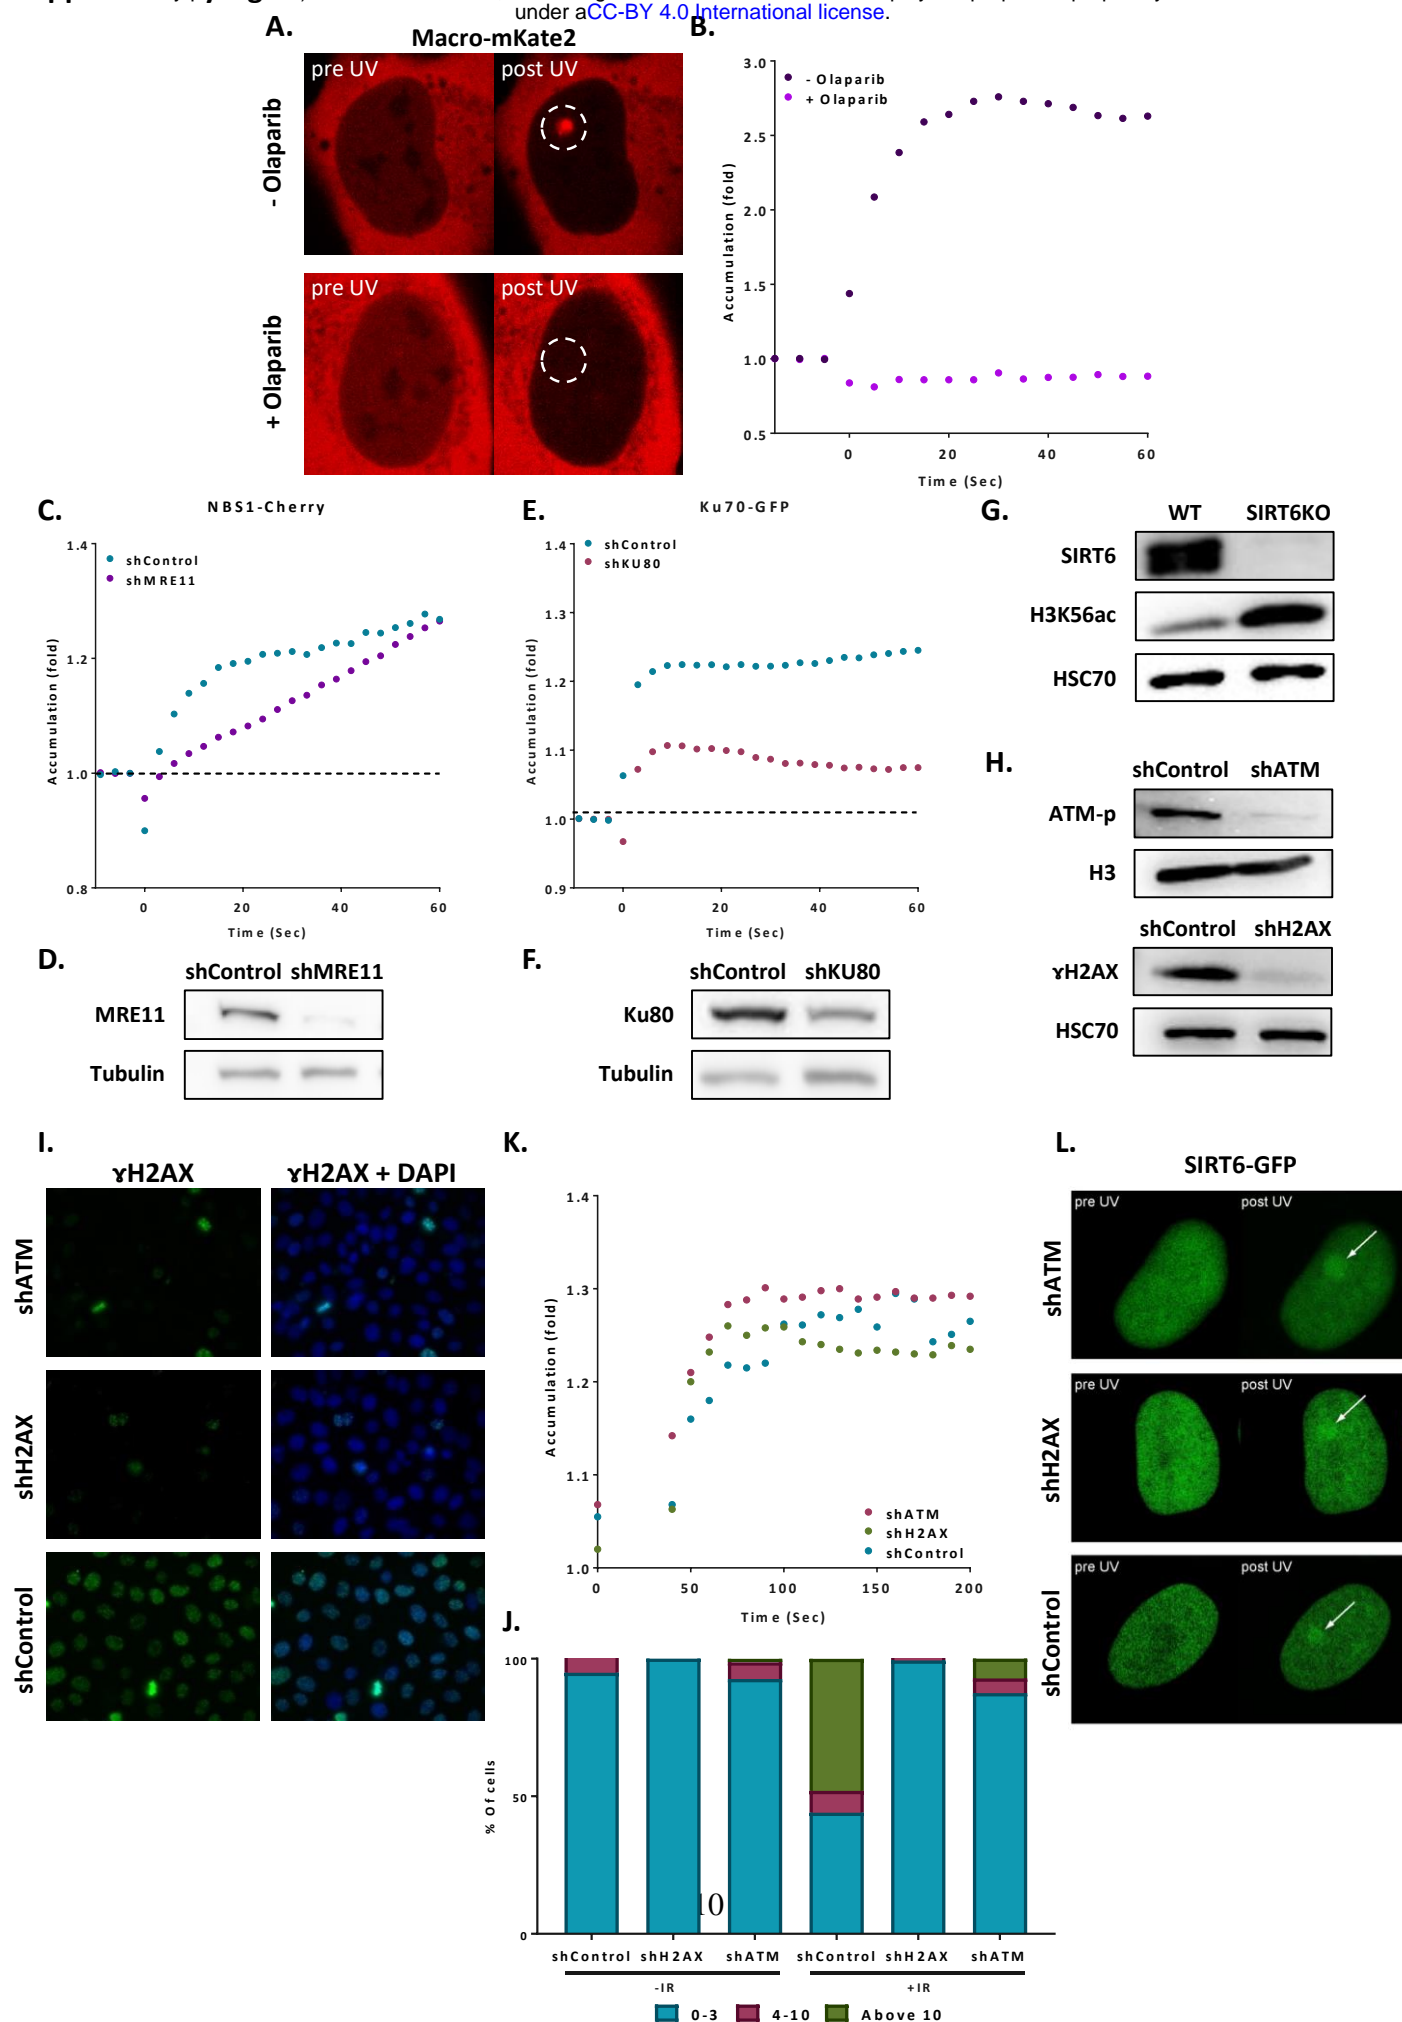 under aCC-BY 4.0 International license.
A.
Macro-mKate2
- Olaparib
pre UV
post UV
+ Olaparib
pre UV
post UV
B.
3.0
2.5
2.0
1.5
1.0
0.5
Accumulation (fold)
- Olaparib
+ Olaparib
0 20 40 60
Time (Sec)
C.
NBS1-Cherry
1.4
1.2
1.0
0.8
Accumulation (fold)
shControl
shMRE11
0 20 40 60
Time (Sec)
D.
shControl shMRE11
MRE11
Tubulin
E.
Ku70-GFP
1.4
1.3
1.2
1.1
1.0
0.9
Accumulation (fold)
shControl
shKU80
0 20 40 60
Time (Sec)
F.
shControl shKU80
Ku80
Tubulin
G.
WT SIRT6KO
SIRT6
H3K56ac
HSC70
H.
shControl shATM
ATM-p
H3
shControl shH2AX
ɤH2AX
HSC70
I.
ɤH2AX
ɤH2AX + DAPI
shATM
shH2AX
shControl
K.
1.4
1.3
1.2
1.1
1.0
Accumulation (fold)
shATM
shH2AX
shControl
0 50 100 150 200
Time (Sec)
J.
100
50
0
% Of cells
10
shControl shH2AX shATM shControl shH2AX shATM
-IR +IR
0-3 4-10 Above 10
L.
SIRT6-GFP
shATM
pre UV
post UV
shH2AX
pre UV
post UV
shControl
pre UV
post UV